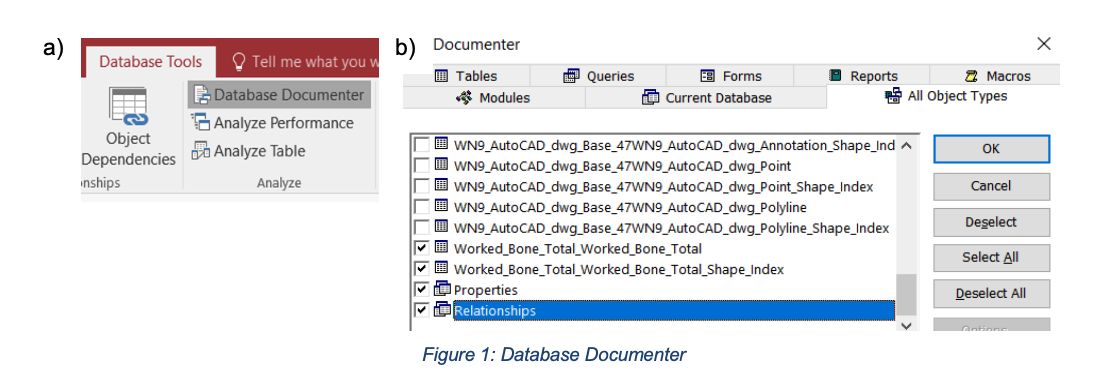 a)
Database Tools
Tell me what you w
Object
Dependencies
Database Documenter
Analyze Performance
Analyze Table
nships
Analyze
b)
Documenter
Tables Queries Forms Reports Macros
Modules Current Database All Object Types
WN9_AutoCAD_dwg_Base_47WN9_AutoCAD_dwg_Annotation_Shape_Ind
WN9_AutoCAD_dwg_Base_47WN9_AutoCAD_dwg_Point
WN9_AutoCAD_dwg_Base_47WN9_AutoCAD_dwg_Point_Shape_Index
WN9_AutoCAD_dwg_Base_47WN9_AutoCAD_dwg_Polyline
WN9_AutoCAD_dwg_Base_47WN9_AutoCAD_dwg_Polyline_Shape_Index
Worked_Bone_Total_Worked_Bone_Total
Worked_Bone_Total_Worked_Bone_Total_Shape_Index
Properties
Relationships
OK
Cancel
Deselect
Select All
Deselect All
Options
Figure 1: Database Documenter